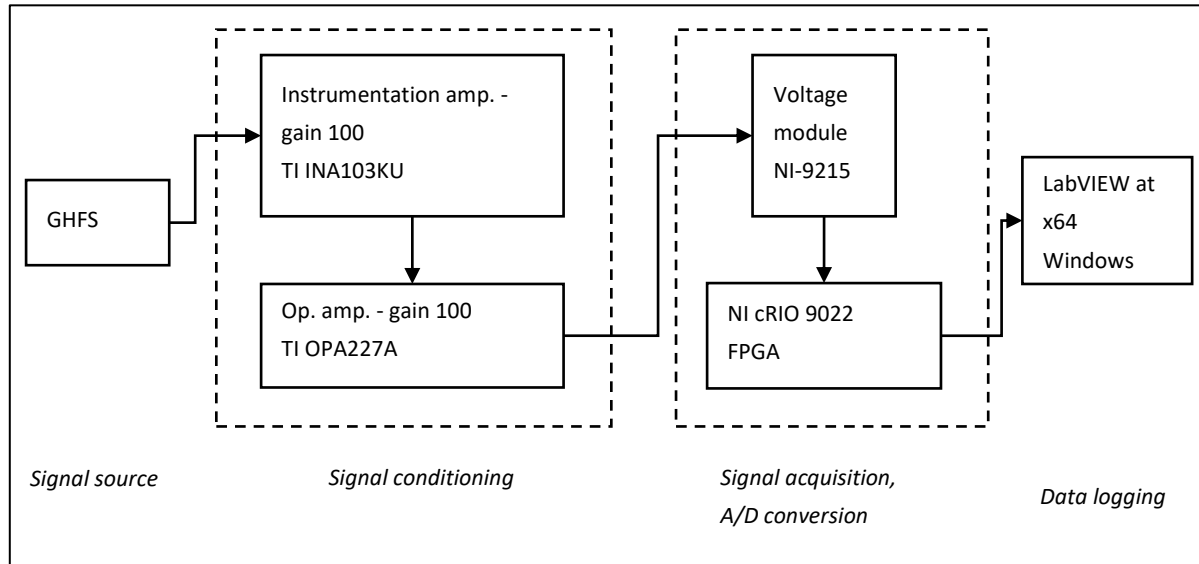 GHFS
Instrumentation amp. -
gain 100
TI INA103KU
Op. amp. - gain 100
TI OPA227A
Voltage
module
NI-9215
NI cRIO 9022
FPGA
LabVIEW at
x64
Windows
Signal source
Signal conditioning
Signal acquisition,
A/D conversion
Data logging